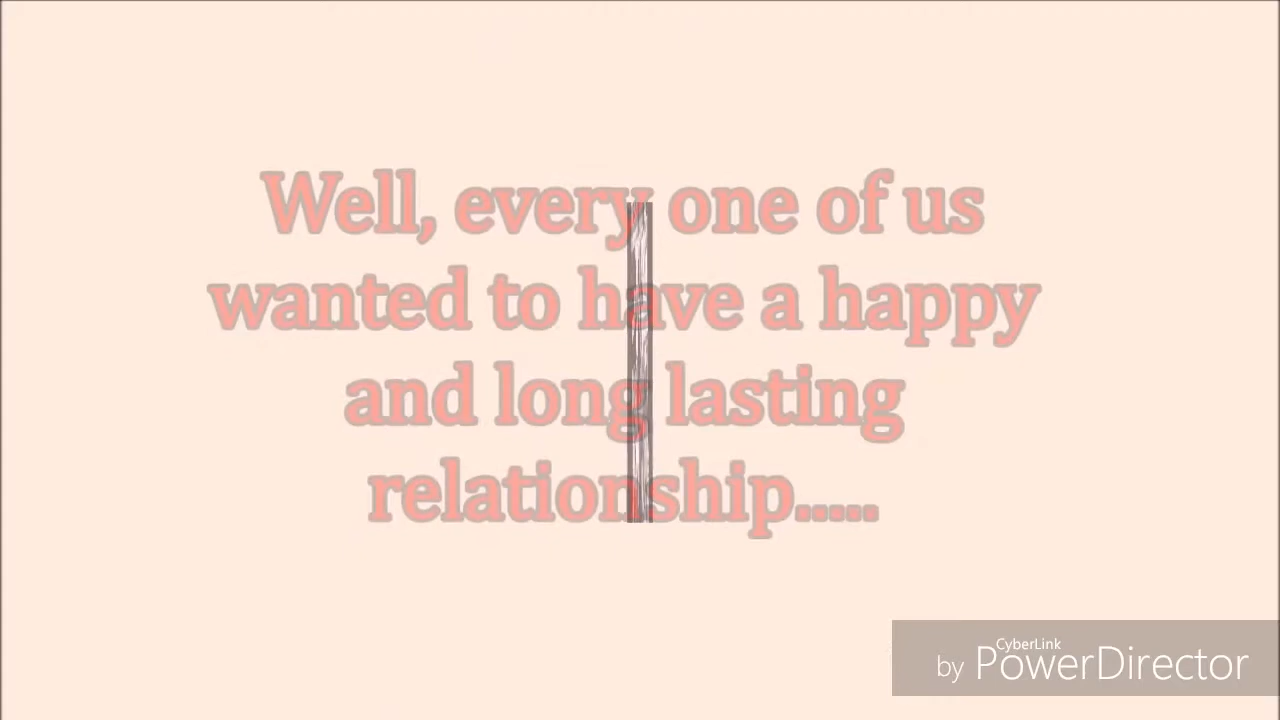 Well, every one of us
wanted to have a happy
and long lasting
relationship.....
CyberLink
by PowerDirector